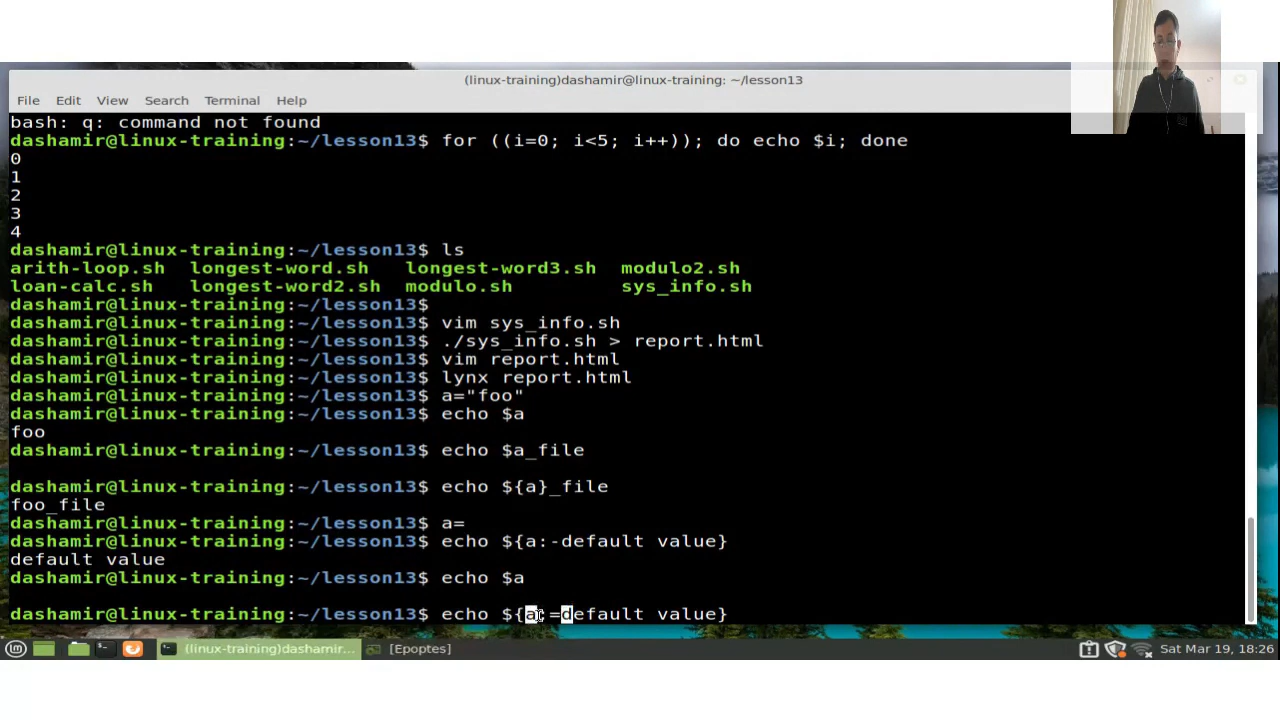 (linux-training)dashamir@linux-training: ~/lesson13
File Edit View Search Terminal Help
bash: q: command not found
dashamir@linux-training:~/lesson13$ for ((i=0; i<5; i++)); do echo $i; done
0
1
2
3
4
dashamir@linux-training:~/lesson13$ ls
arith-loop.sh longest-word.sh longest-word3.sh modulo2.sh
loan-calc.sh longest-word2.sh modulo.sh sys_info.sh
dashamir@linux-training:~/lesson13$
dashamir@linux-training:~/lesson13$ vim sys_info.sh
dashamir@linux-training:~/lesson13$ ./sys_info.sh > report.html
dashamir@linux-training:~/lesson13$ vim report.html
dashamir@linux-training:~/lesson13$ lynx report.html
dashamir@linux-training:~/lesson13$ a="foo"
dashamir@linux-training:~/lesson13$ echo $a
foo
dashamir@linux-training:~/lesson13$ echo $a_file
dashamir@linux-training:~/lesson13$ echo ${a}_file
foo_file
dashamir@linux-training:~/lesson13$ a=
dashamir@linux-training:~/lesson13$ echo ${a:-default value}
default value
dashamir@linux-training:~/lesson13$ echo $a
dashamir@linux-training:~/lesson13$ echo ${a:=default value}
(linux-training)dashamir... [Epoptes] Sat Mar 19, 18:26